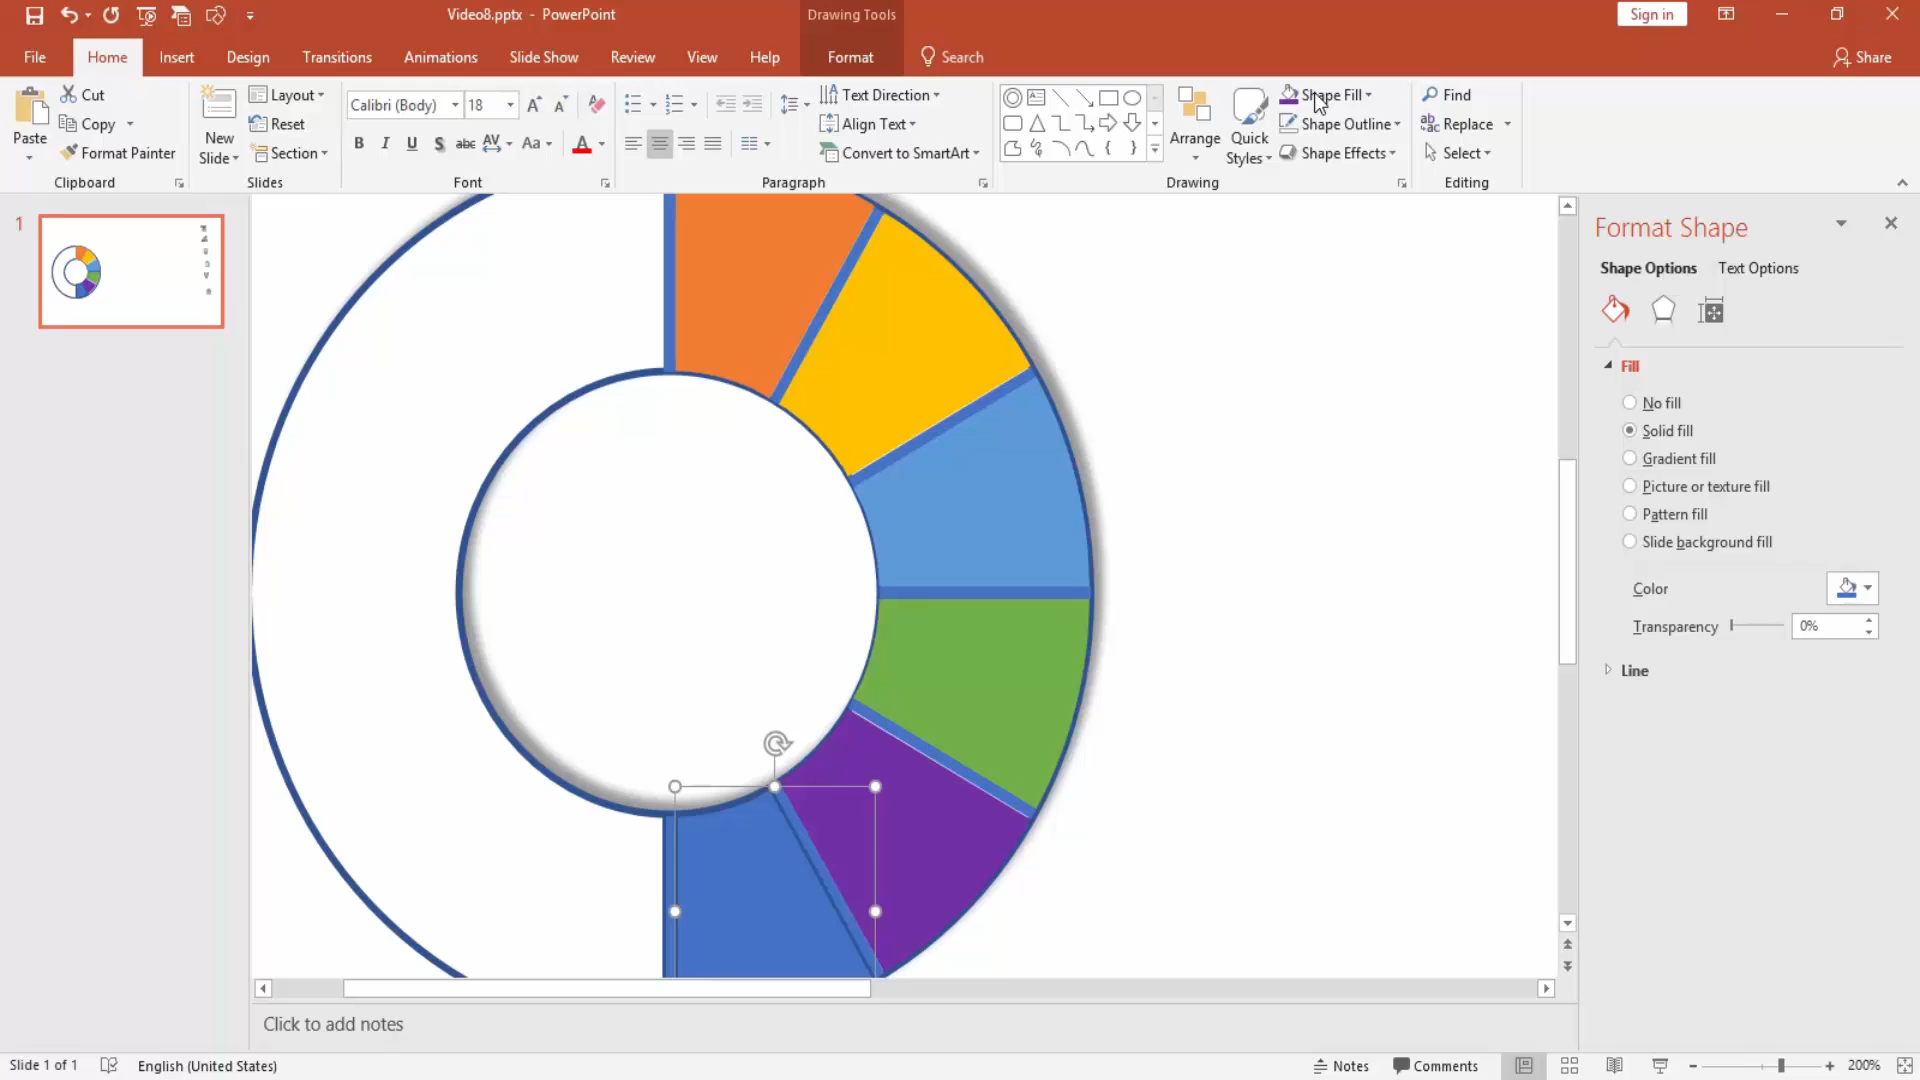 Video8.pptx - PowerPoint
Drawing Tools
Sign in
File
Home
Insert
Design
Transitions
Animations
Slide Show
Review
View
Help
Format
Search
Share
Paste
Cut
Copy
Format Painter
Clipboard
New
Slide
Layout
Reset
Section
Slides
Calibri (Body)
18
B I U S abc AV Aa A
Font
Text Direction
Align Text
Convert to SmartArt
Paragraph
Arrange
Quick
Styles
Shape Fill
Shape Outline
Shape Effects
Drawing
Find
Replace
Select
Editing
1
Format Shape
Shape Options
Text Options
Fill
No fill
Solid fill
Gradient fill
Picture or texture fill
Pattern fill
Slide background fill
Color
Transparency
0%
Line
Click to add notes
Slide 1 of 1
English (United States)
Notes
Comments
200%